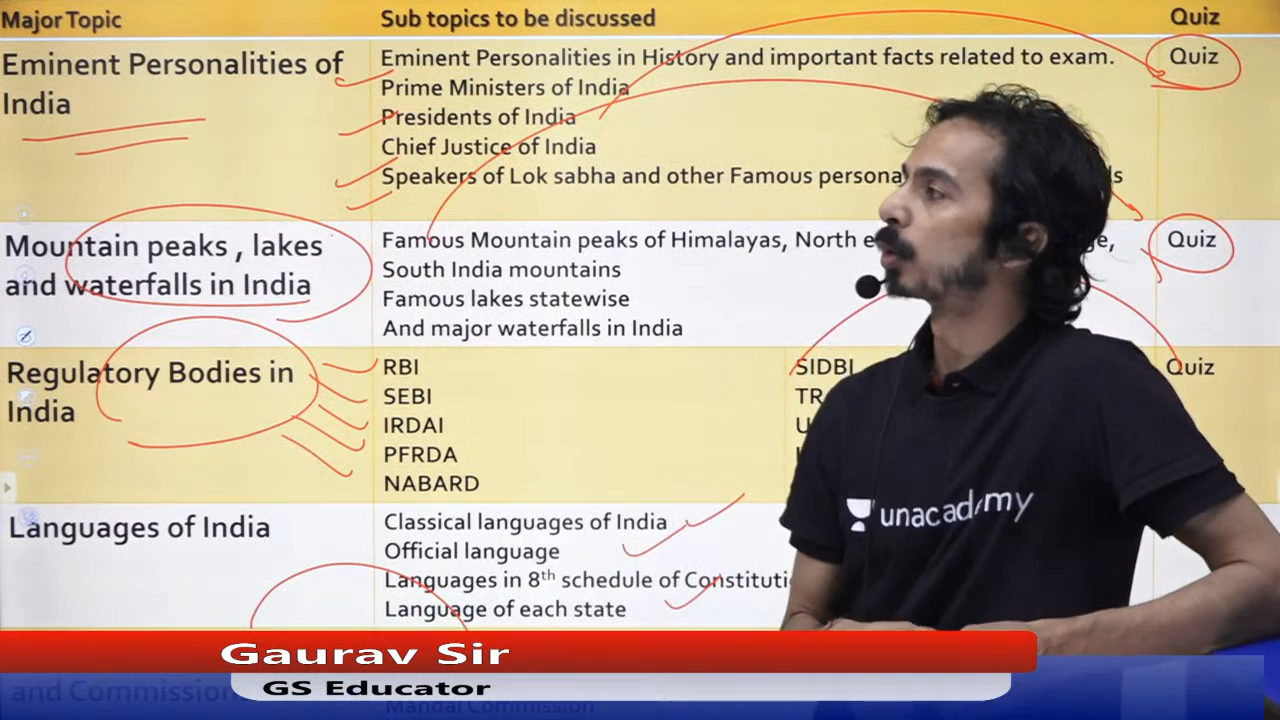 Major Topic
Sub topics to be discussed
Quiz
Eminent Personalities of
India
Eminent Personalities in History and important facts related to exam.
Prime Ministers of India
Presidents of India
Chief Justice of India
Speakers of Lok sabha and other Famous
Quiz
Mountain peaks , lakes
and waterfalls in India
Famous Mountain peaks of Himalayas, North
South India mountains
Famous lakes statewise
And major waterfalls in India
Quiz
Regulatory Bodies in
India
RBI
SEBI
IRDAI
PFRDA
NABARD
SIDBI
Quiz
Languages of India
Classical languages of India
Official language
Languages in 8th schedule of
Language of each state
unacademy
Gaurav Sir
GS Educator
Mandal Commission